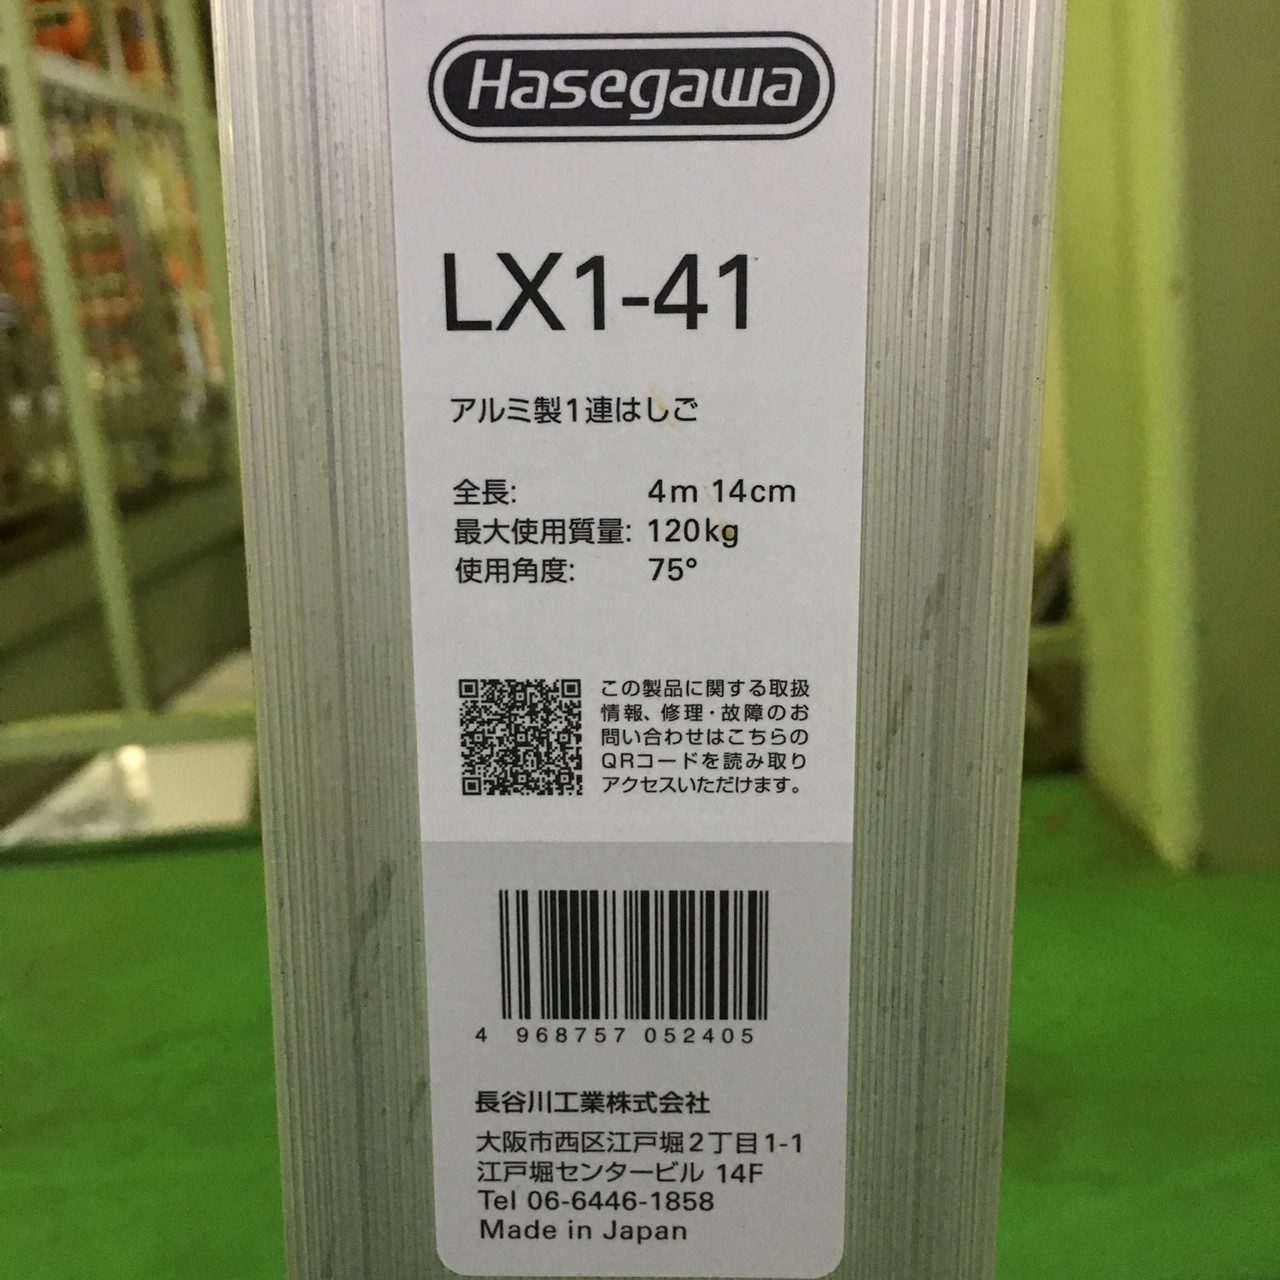 Hasegawa
LX1-41
アルミ製1連はしご
全長: 4m 14cm
最大使用質量: 120kg
使用角度: 75°
この製品に関する取扱
情報、修理・故障のお
問い合わせはこちらの
QRコードを読み取り
アクセスいただけます。
4 968757 052405
長谷川工業株式会社
大阪市西区江戸堀2丁目1-1
江戸堀センタービル 14F
Tel 06-6446-1858
Made in Japan